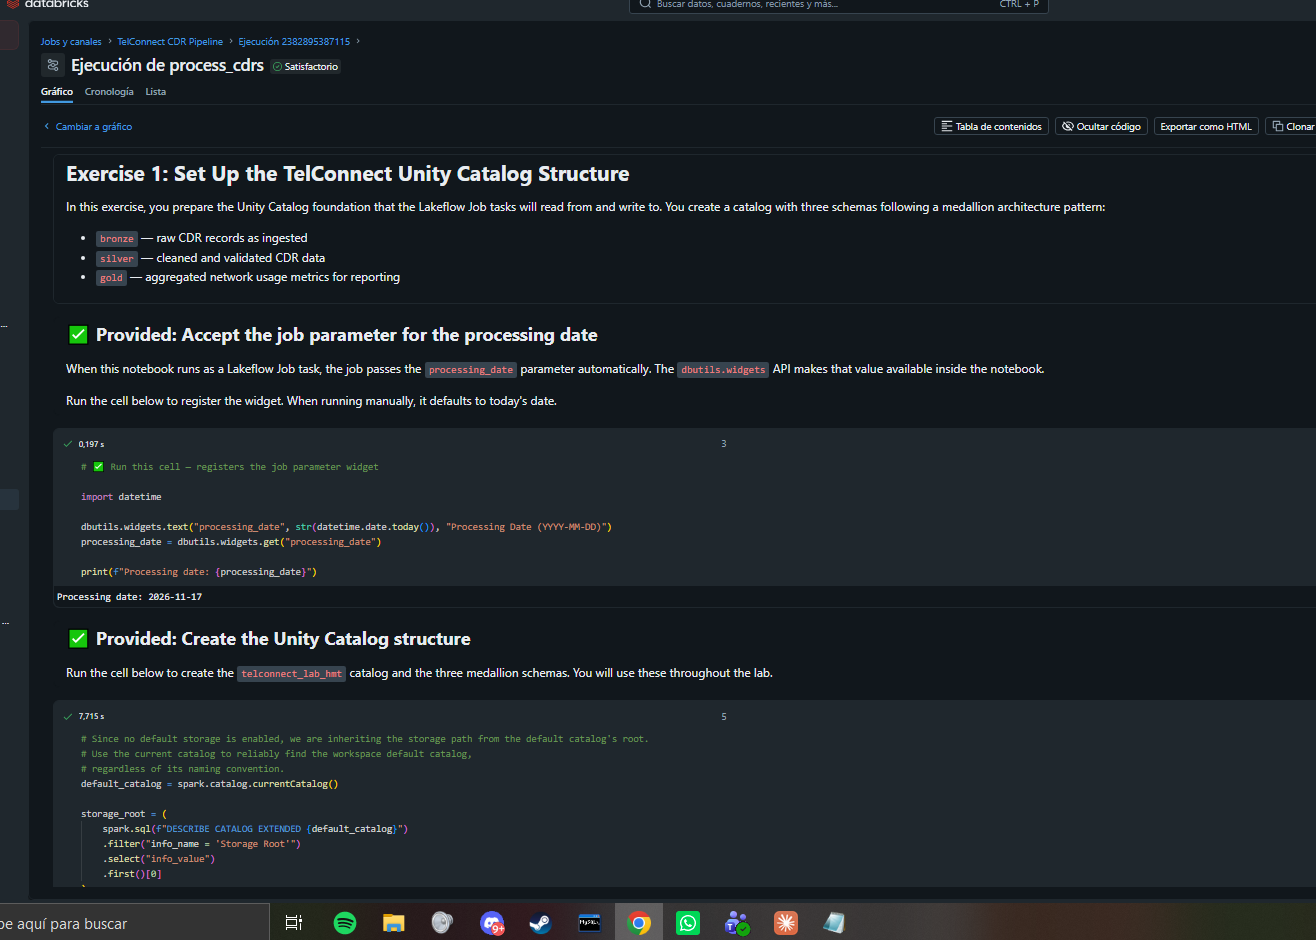 databricks
Buscar datos, cuadernos, recientes y más...
CTRL + P
Jobs y canales > TelConnect CDR Pipeline > Ejecución 2382895387115 >
Ejecución de process_cdrs Satisfactorio
Gráfico Cronología Lista
Cambiar a gráfico
Tabla de contenidos Ocultar código Exportar como HTML Clonar
Exercise 1: Set Up the TelConnect Unity Catalog Structure
In this exercise, you prepare the Unity Catalog foundation that the Lakeflow Job tasks will read from and write to. You create a catalog with three schemas following a medallion architecture pattern:
• bronze — raw CDR records as ingested
• silver — cleaned and validated CDR data
• gold — aggregated network usage metrics for reporting
✅ Provided: Accept the job parameter for the processing date
When this notebook runs as a Lakeflow Job task, the job passes the processing_date parameter automatically. The dbutils.widgets API makes that value available inside the notebook.
Run the cell below to register the widget. When running manually, it defaults to today's date.
0,197 s
3
# ✅ Run this cell — registers the job parameter widget
import datetime
dbutils.widgets.text("processing_date", str(datetime.date.today()), "Processing Date (YYYY-MM-DD)")
processing_date = dbutils.widgets.get("processing_date")
print(f"Processing date: {processing_date}")
Processing date: 2026-11-17
✅ Provided: Create the Unity Catalog structure
Run the cell below to create the telconnect_lab_hmt catalog and the three medallion schemas. You will use these throughout the lab.
7,715 s
5
# Since no default storage is enabled, we are inheriting the storage path from the default catalog's root.
# Use the current catalog to reliably find the workspace default catalog,
# regardless of its naming convention.
default_catalog = spark.catalog.currentCatalog()
storage_root = (
spark.sql(f"DESCRIBE CATALOG EXTENDED {default_catalog}")
.filter("info_name = 'Storage Root'")
.select("info_value")
.first()[0]
be aquí para buscar
9+
MySQL